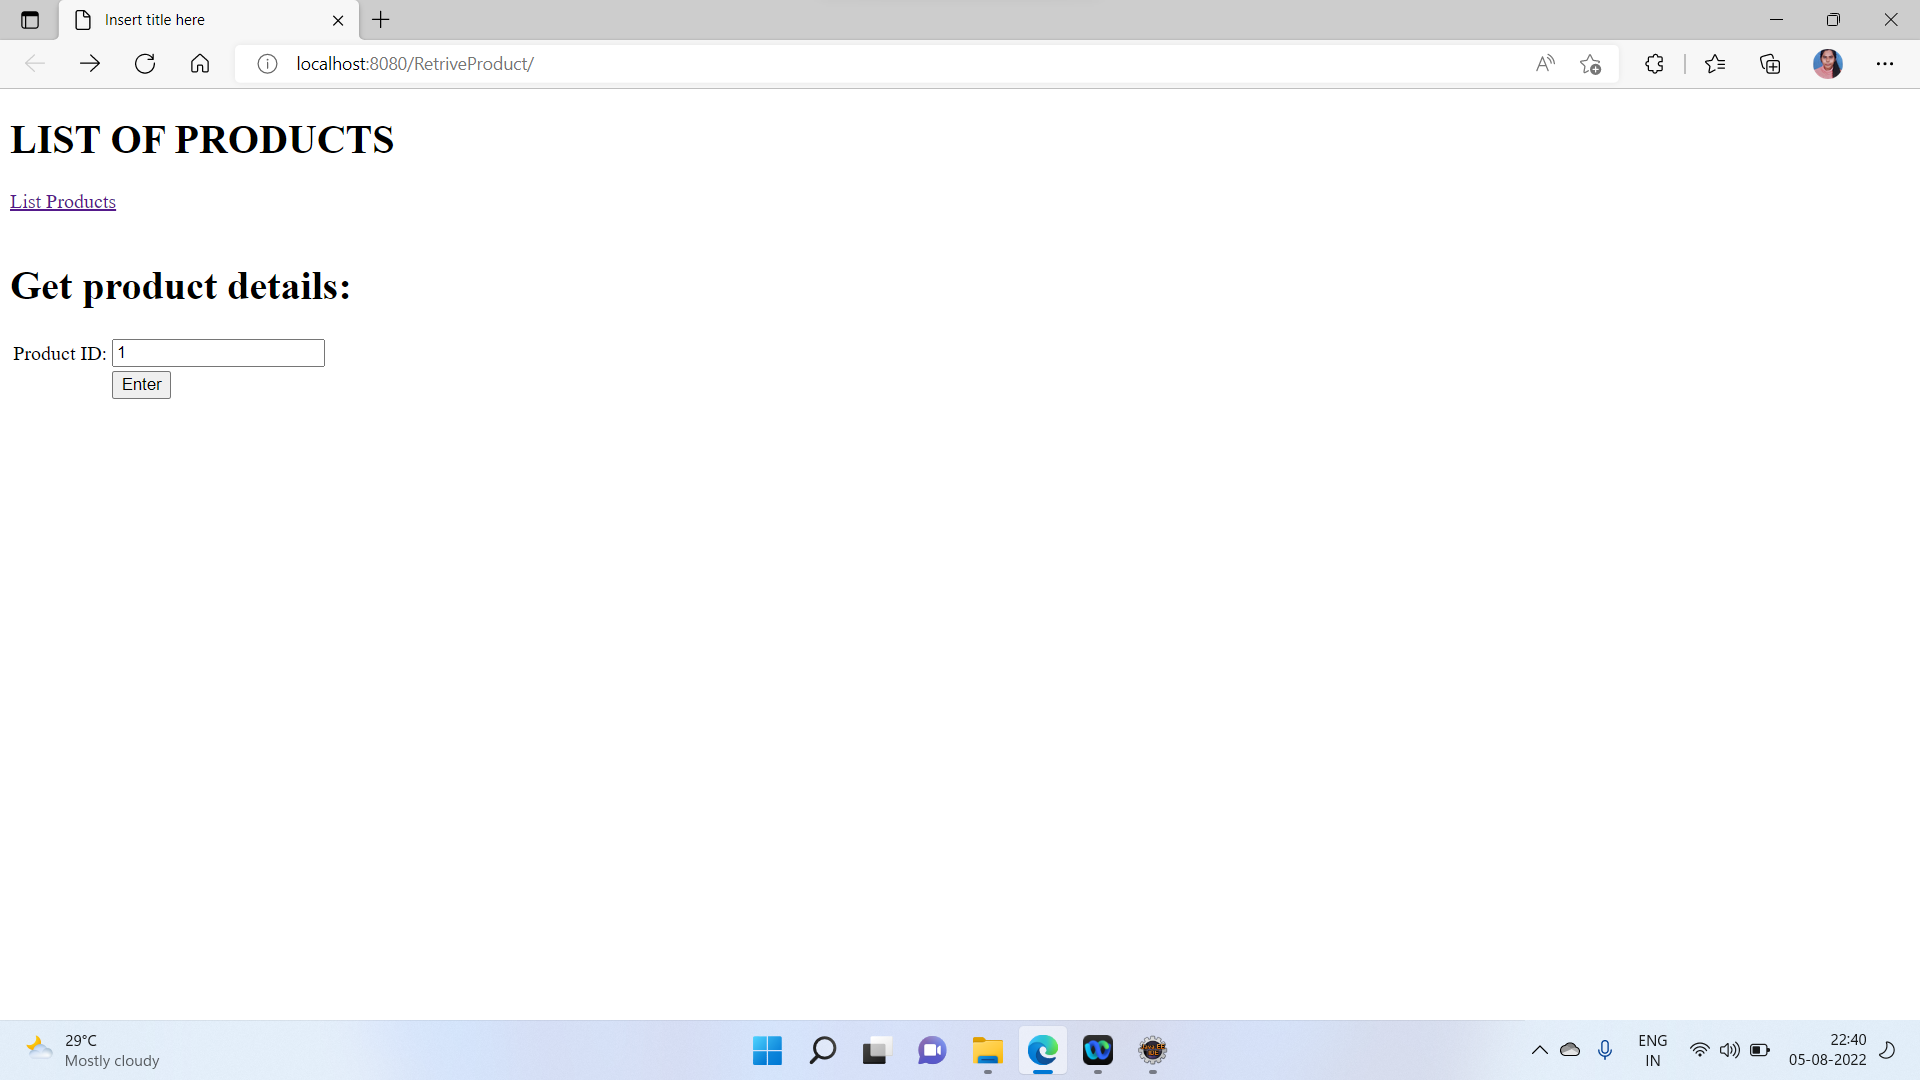 Insert title here
localhost:8080/RetriveProduct/
LIST OF PRODUCTS
List Products
Get product details:
Product ID: 1
Enter
29°C
Mostly cloudy
ENG
IN
22:40
05-08-2022